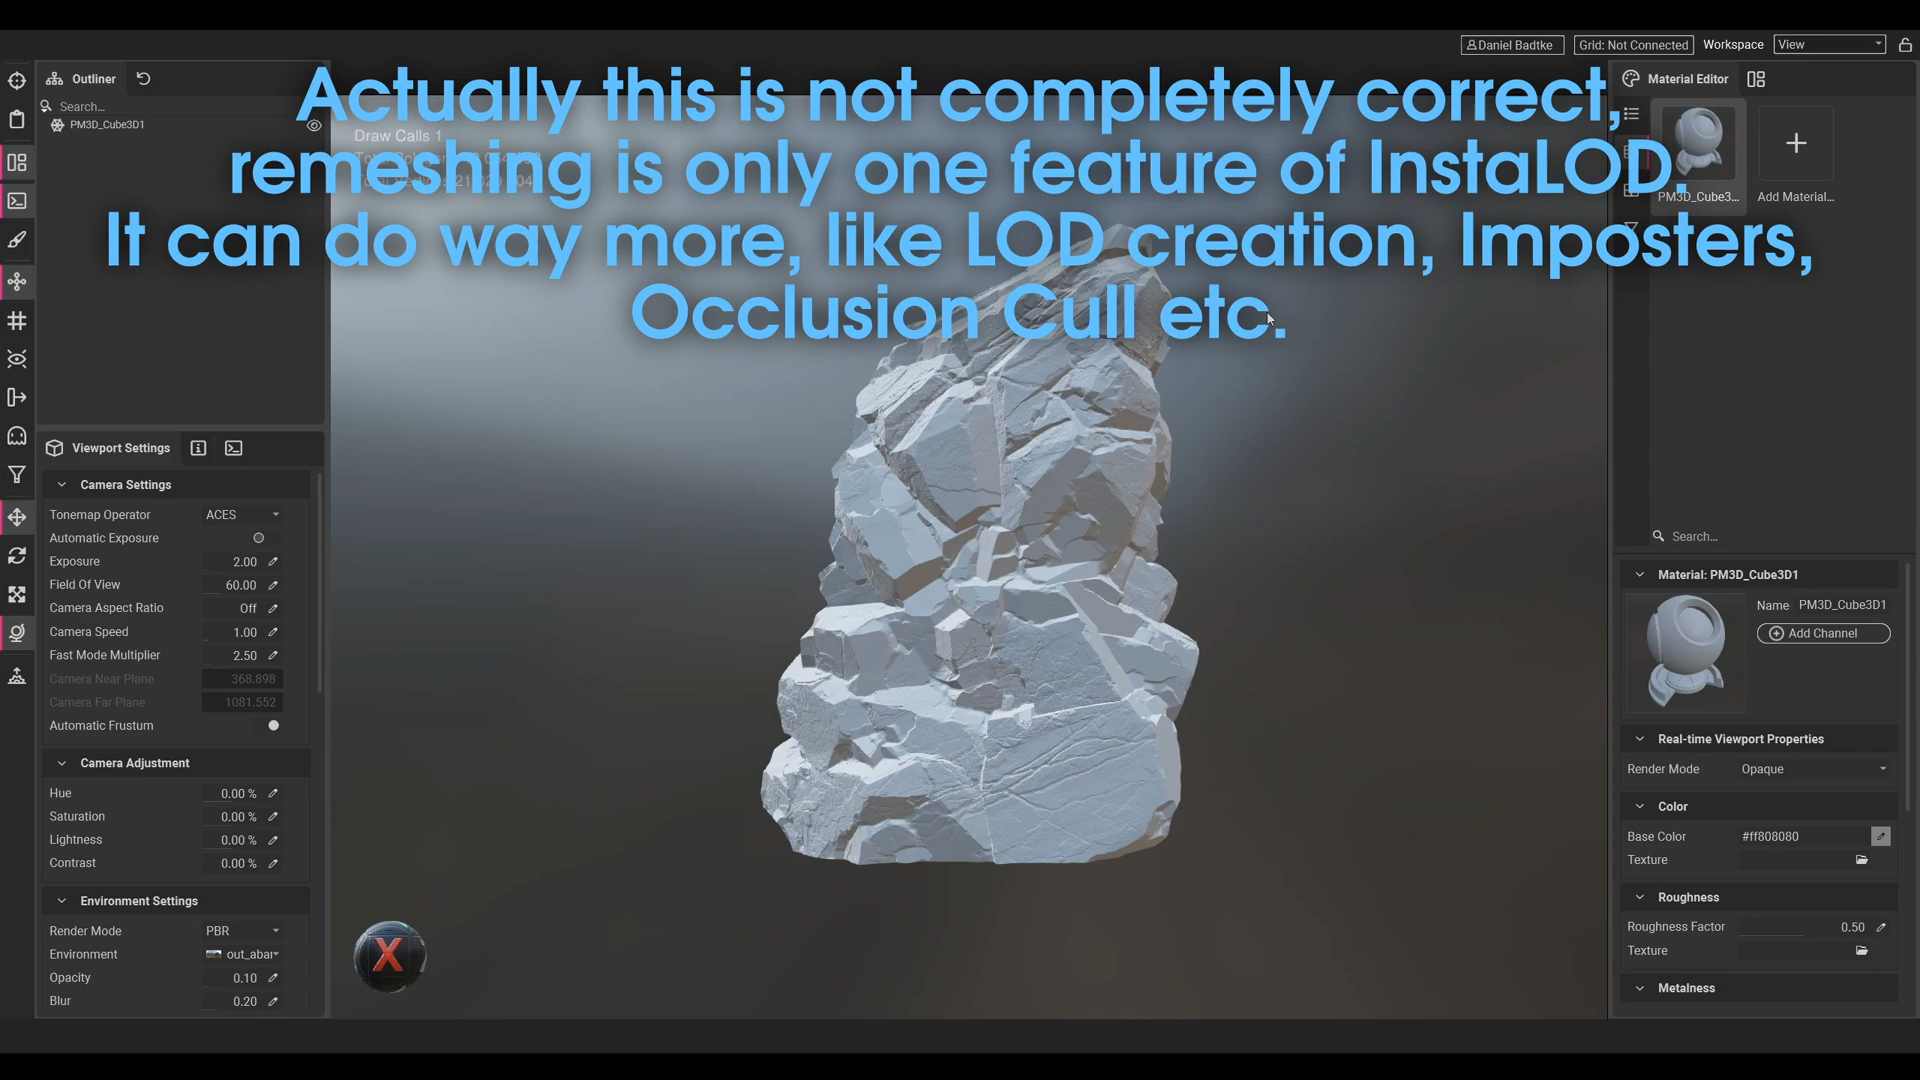 Daniel Badtke
Grid: Not Connected
Workspace
View
Outliner
Search...
PM3D_Cube3D1
Actually this is not completely correct,
remeshing is only one feature of InstaLOD.
It can do way more, like LOD creation, Imposters,
Occlusion Cull etc.
Draw Calls 1
Viewport Settings
Camera Settings
Tonemap Operator ACES
Automatic Exposure
Exposure 2.00
Field Of View 60.00
Camera Aspect Ratio Off
Camera Speed 1.00
Fast Mode Multiplier 2.50
Camera Near Plane 368.898
Camera Far Plane 1081.552
Automatic Frustum
Camera Adjustment
Hue 0.00 %
Saturation 0.00 %
Lightness 0.00 %
Contrast 0.00 %
Environment Settings
Render Mode PBR
Environment out_abar
Opacity 0.10
Blur 0.20
X
Material Editor
PM3D_Cube3...
Add Material...
Search...
Material: PM3D_Cube3D1
Name PM3D_Cube3D1
Add Channel
Real-time Viewport Properties
Render Mode Opaque
Color
Base Color #ff808080
Texture
Roughness
Roughness Factor 0.50
Texture
Metalness